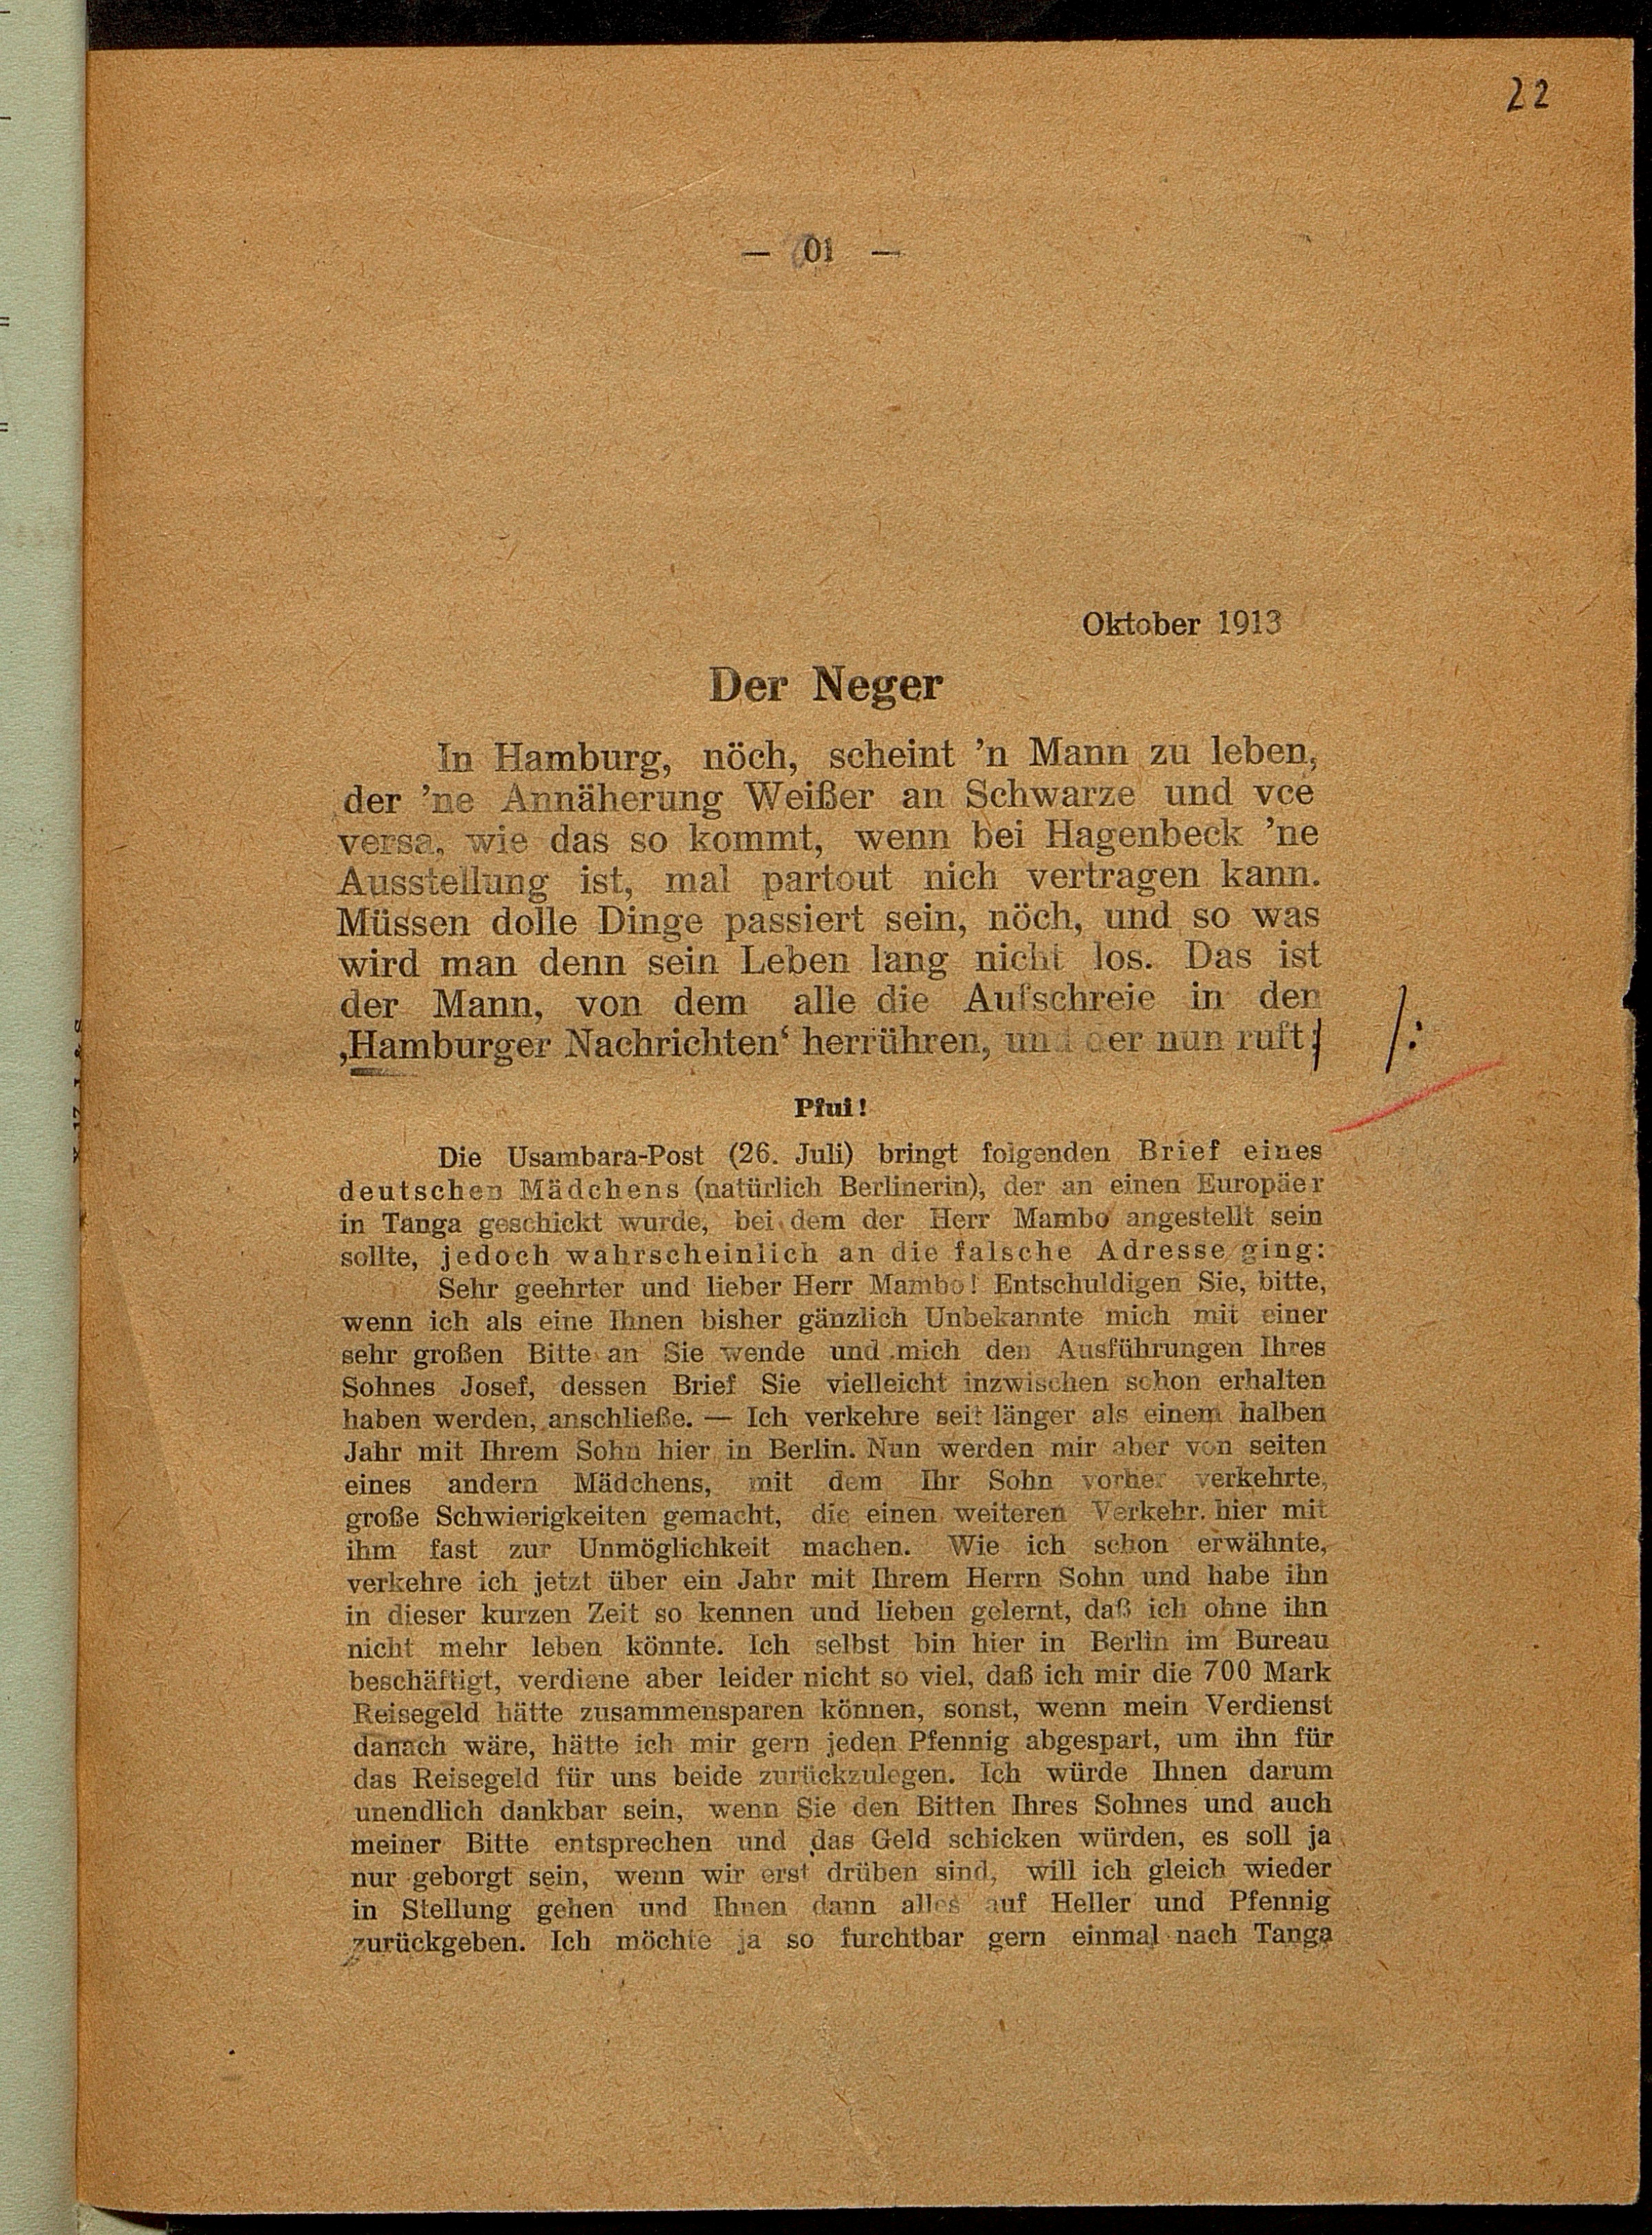 22
— 01 —
Oktober 1913
Der Neger
In Hamburg, nöch, scheint 'n Mann zu leben,
der 'ne Annäherung Weißer an Schwarze und vce
versa, wie das so kommt, wenn bei Hagenbeck 'ne
Ausstellung ist, mal partout nich vertragen kann.
Müssen dolle Dinge passiert sein, nöch, und so was
wird man denn sein Leben lang nicht los. Das ist
der Mann, von dem alle die Aufschreie in den
‚Hamburger Nachrichten‘ herrühren, und der nun ruft: /:
Pfui!
Die Usambara-Post (26. Juli) bringt folgenden Brief eines
deutschen Mädchens (natürlich Berlinerin), der an einen Europäer
in Tanga geschickt wurde, bei dem der Herr Mambo angestellt sein
sollte, jedoch wahrscheinlich an die falsche Adresse ging:
Sehr geehrter und lieber Herr Mambo! Entschuldigen Sie, bitte,
wenn ich als eine Ihnen bisher gänzlich Unbekannte mich mit einer
sehr großen Bitte an Sie wende und mich den Ausführungen Ihres
Sohnes Josef, dessen Brief Sie vielleicht inzwischen schon erhalten
haben werden, anschließe. — Ich verkehre seit länger als einem halben
Jahr mit Ihrem Sohn hier in Berlin. Nun werden mir aber von seiten
eines andern Mädchens, mit dem Ihr Sohn vorher verkehrte,
große Schwierigkeiten gemacht, die einen weiteren Verkehr hier mit
ihm fast zur Unmöglichkeit machen. Wie ich schon erwähnte,
verkehre ich jetzt über ein Jahr mit Ihrem Herrn Sohn und habe ihn
in dieser kurzen Zeit so kennen und lieben gelernt, daß ich ohne ihn
nicht mehr leben könnte. Ich selbst bin hier in Berlin im Bureau
beschäftigt, verdiene aber leider nicht so viel, daß ich mir die 700 Mark
Reisegeld hätte zusammensparen können, sonst, wenn mein Verdienst
danach wäre, hätte ich mir gern jeden Pfennig abgespart, um ihn für
das Reisegeld für uns beide zurückzulegen. Ich würde Ihnen darum
unendlich dankbar sein, wenn Sie den Bitten Ihres Sohnes und auch
meiner Bitte entsprechen und das Geld schicken würden, es soll ja
nur geborgt sein, wenn wir erst drüben sind, will ich gleich wieder
in Stellung gehen und Ihnen dann alles auf Heller und Pfennig
zurückgeben. Ich möchte ja so furchtbar gern einmal nach Tanga